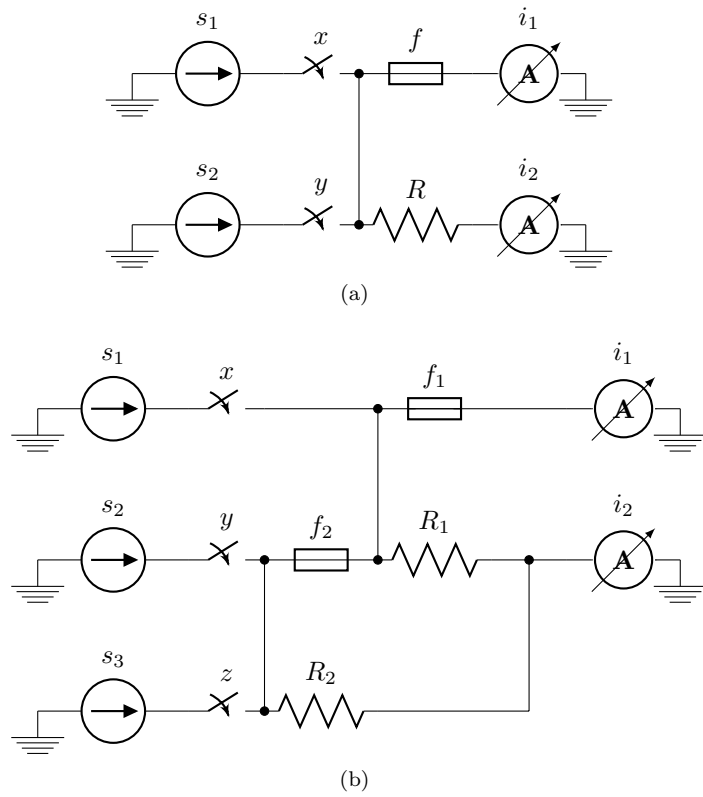 s₁ x f i₁
A
s₂ y R i₂
A
(a)
s₁ x f₁ i₁
A
s₂ y f₂ R₁ i₂
A
s₃ z R₂
(b)